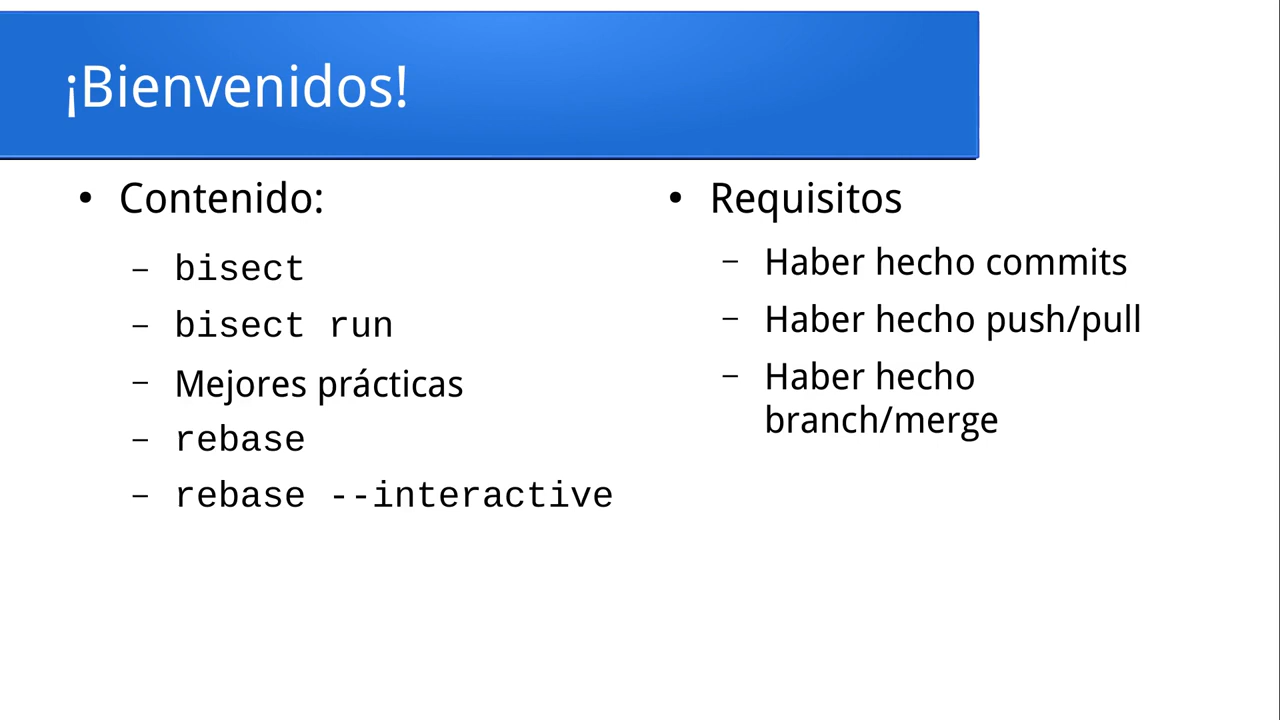 ¡Bienvenidos!
• Contenido:
– bisect
– bisect run
– Mejores prácticas
– rebase
– rebase --interactive
• Requisitos
– Haber hecho commits
– Haber hecho push/pull
– Haber hecho
branch/merge